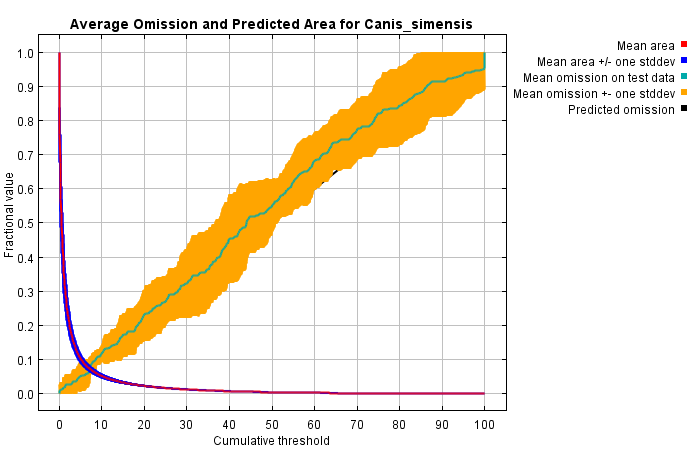 Average Omission and Predicted Area for Canis_simensis
Mean area
Mean area +/- one stddev
Mean omission on test data
Mean omission +- one stddev
Predicted omission
Fractional value
1.0
0.9
0.8
0.7
0.6
0.5
0.4
0.3
0.2
0.1
0.0
0 10 20 30 40 50 60 70 80 90 100
Cumulative threshold